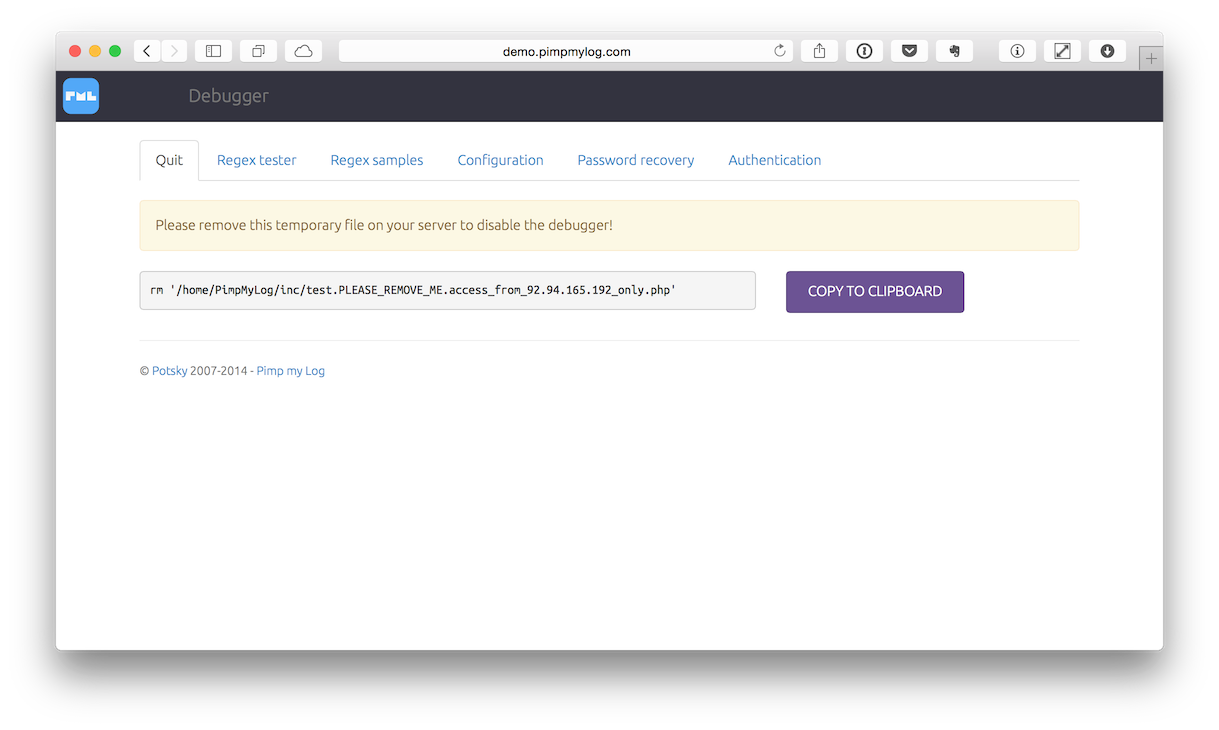 demo.pimpmylog.com
PML
Debugger
Quit Regex tester Regex samples Configuration Password recovery Authentication
Please remove this temporary file on your server to disable the debugger!
rm '/home/PimpMyLog/inc/test.PLEASE_REMOVE_ME.access_from_92.94.165.192_only.php'
COPY TO CLIPBOARD
© Potsky 2007-2014 - Pimp my Log